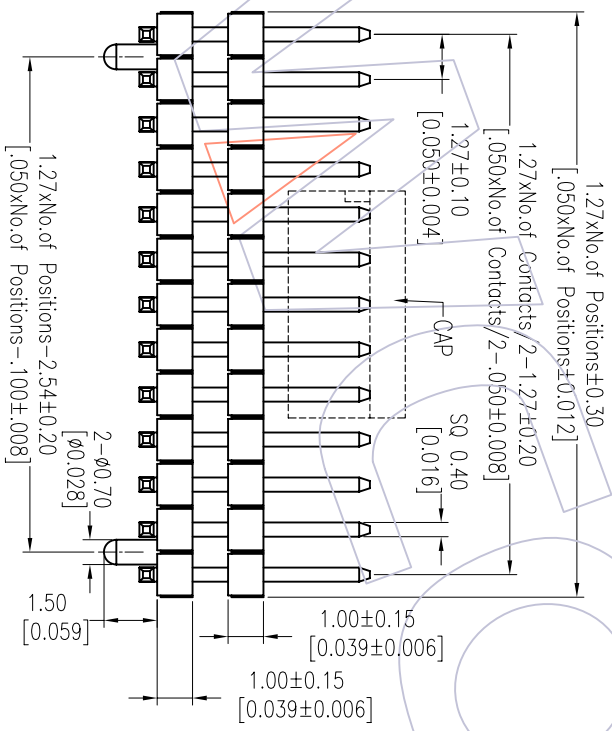 1.27xNo.of Positions±0.30
[.050xNo.of Positions±0.012]
1.27xNo.of Contacts/2-1.27±0.20
[.050xNo.of Contacts/2-.050±0.008]
1.27±0.10
[0.050±0.004]
CAP
SQ 0.40
[0.016]
1.27xNo.of Positions-2.54±0.20
[.050xNo.of Positions-.100±.008]
2-ø0.70
[ø0.028]
1.50
[0.059]
1.00±0.15
[0.039±0.006]
1.00±0.15
[0.039±0.006]